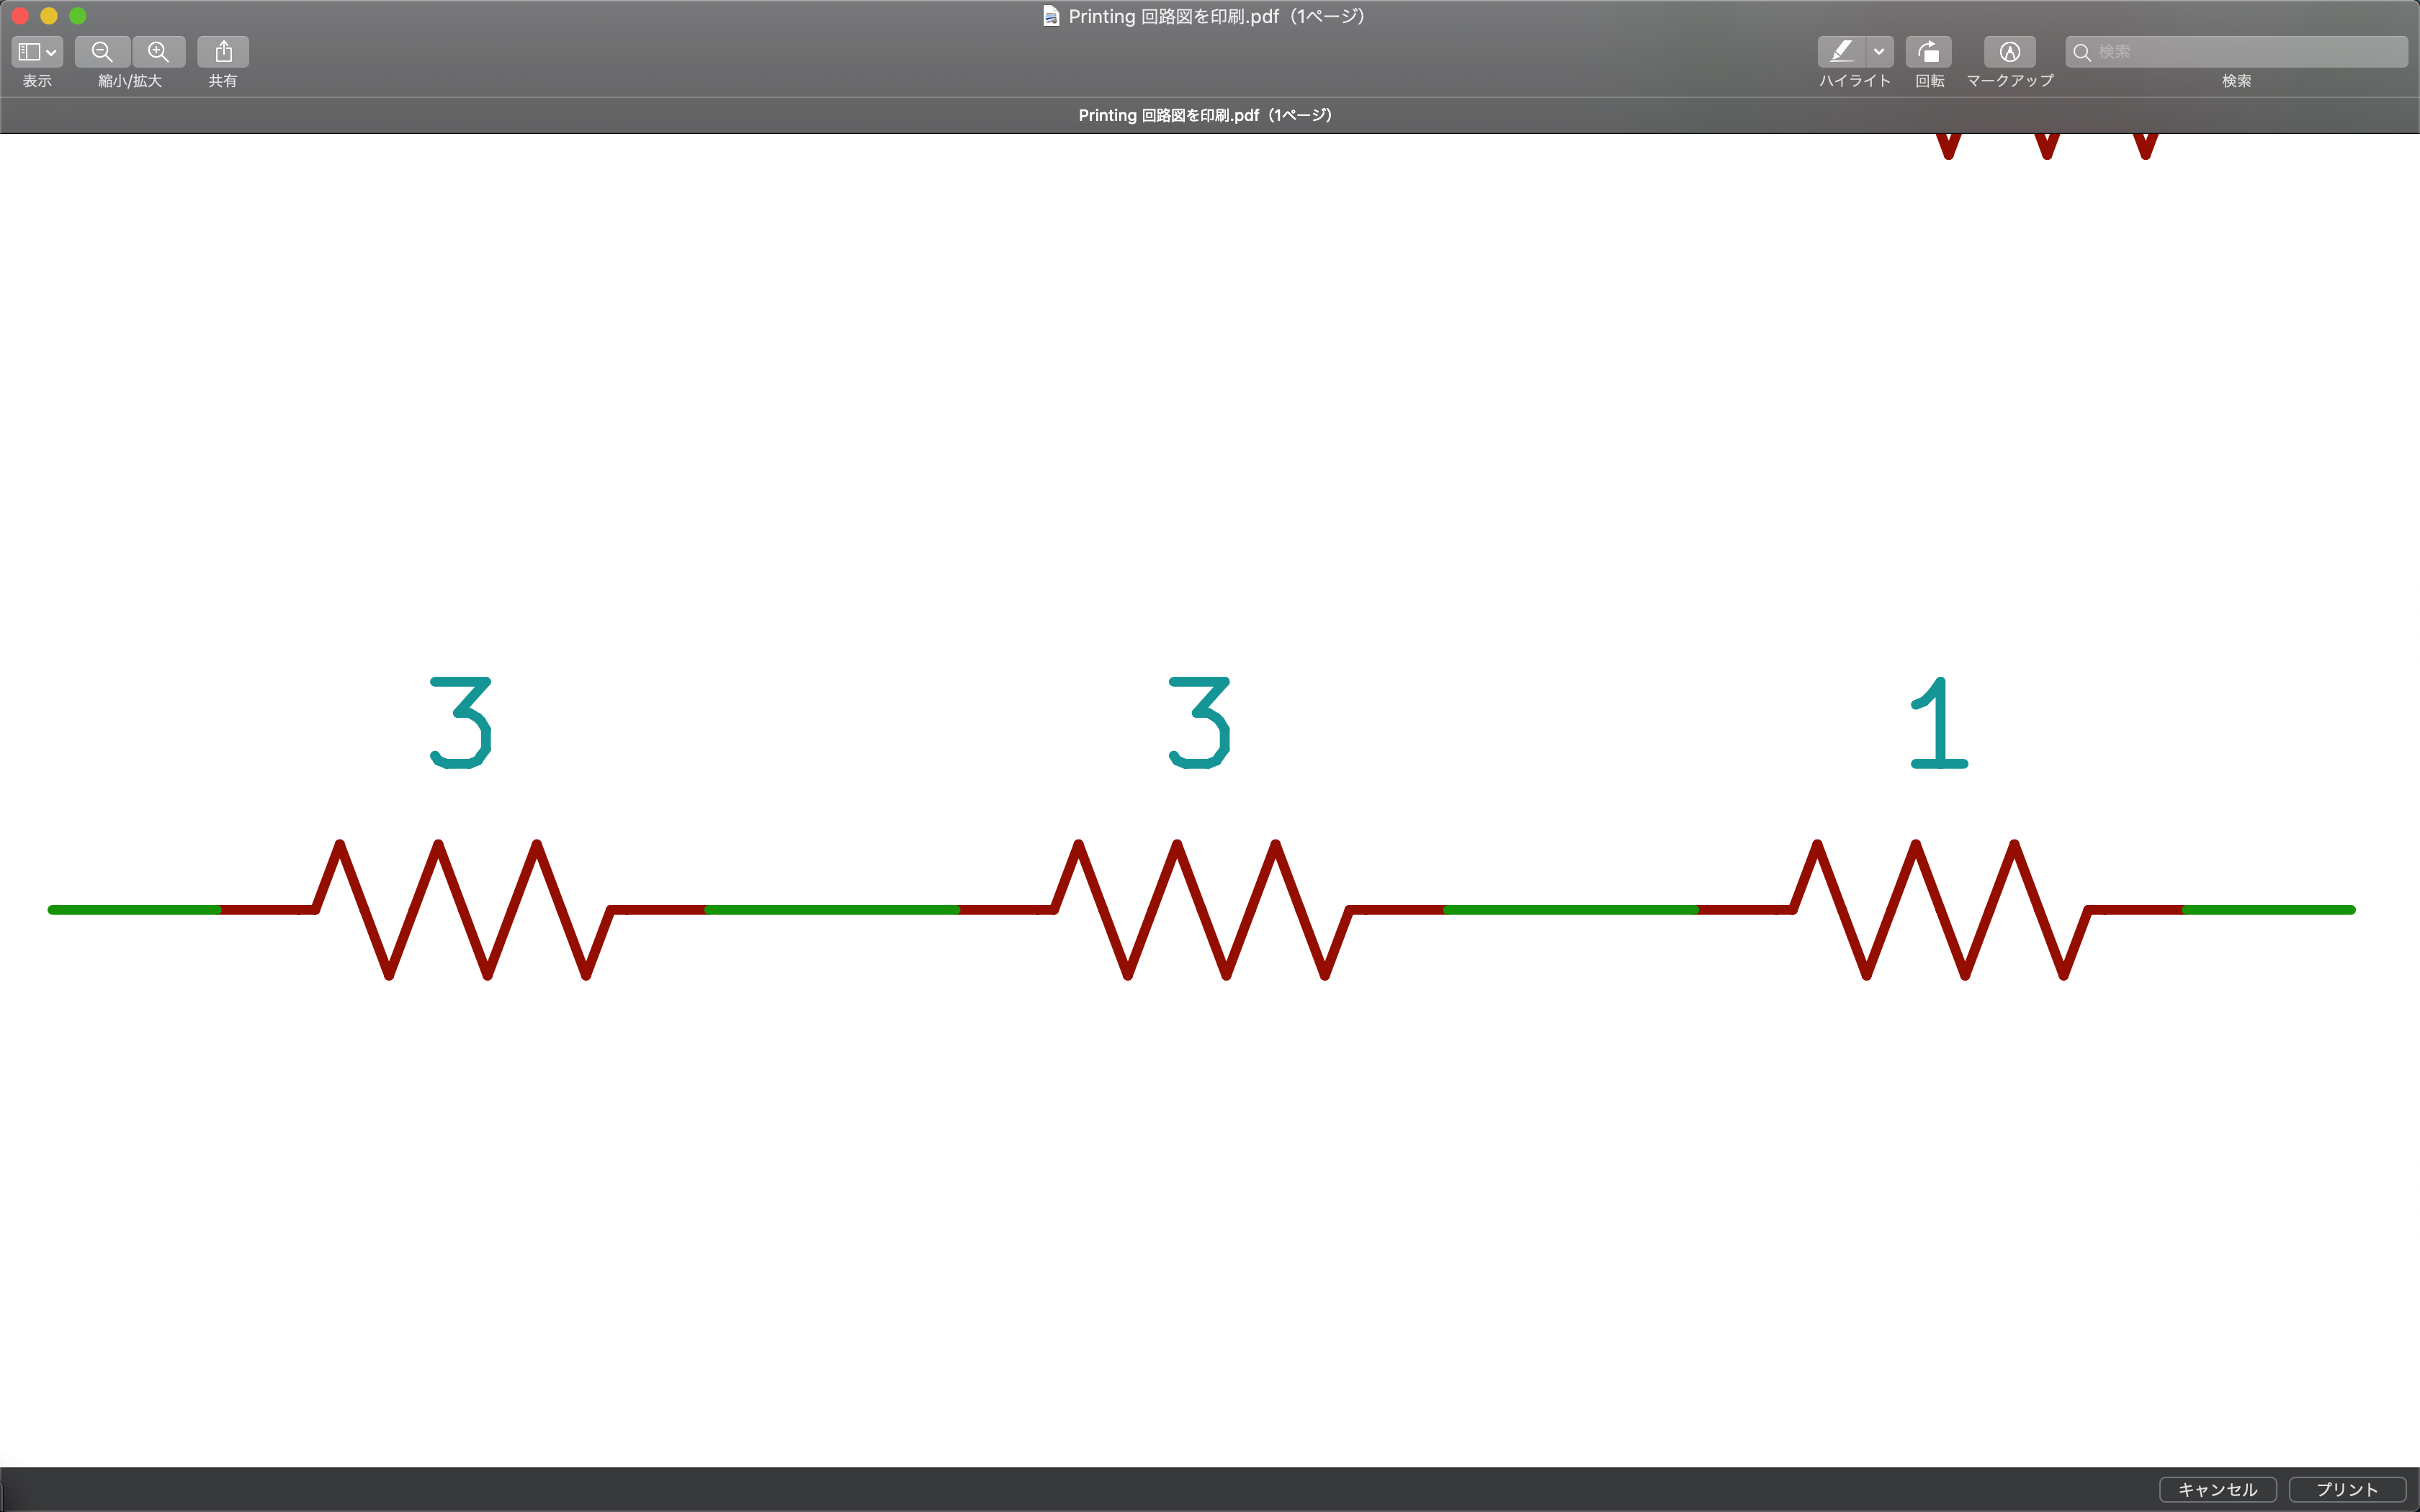 Printing 回路図を印刷.pdf（1ページ）
表示 縮小/拡大 共有 ハイライト 回転 マークアップ 検索 検索
Printing 回路図を印刷.pdf（1ページ）
3 3 1
キャンセル プリント